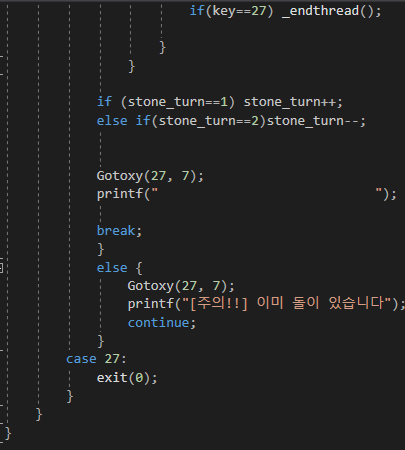 if(key==27) _endthread();
}
}
if (stone_turn==1) stone_turn++;
else if(stone_turn==2)stone_turn--;
Gotoxy(27, 7);
printf("                            ");
break;
}
else {
Gotoxy(27, 7);
printf("[주의!!] 이미 돌이 있습니다");
continue;
}
case 27:
exit(0);
}
}
}